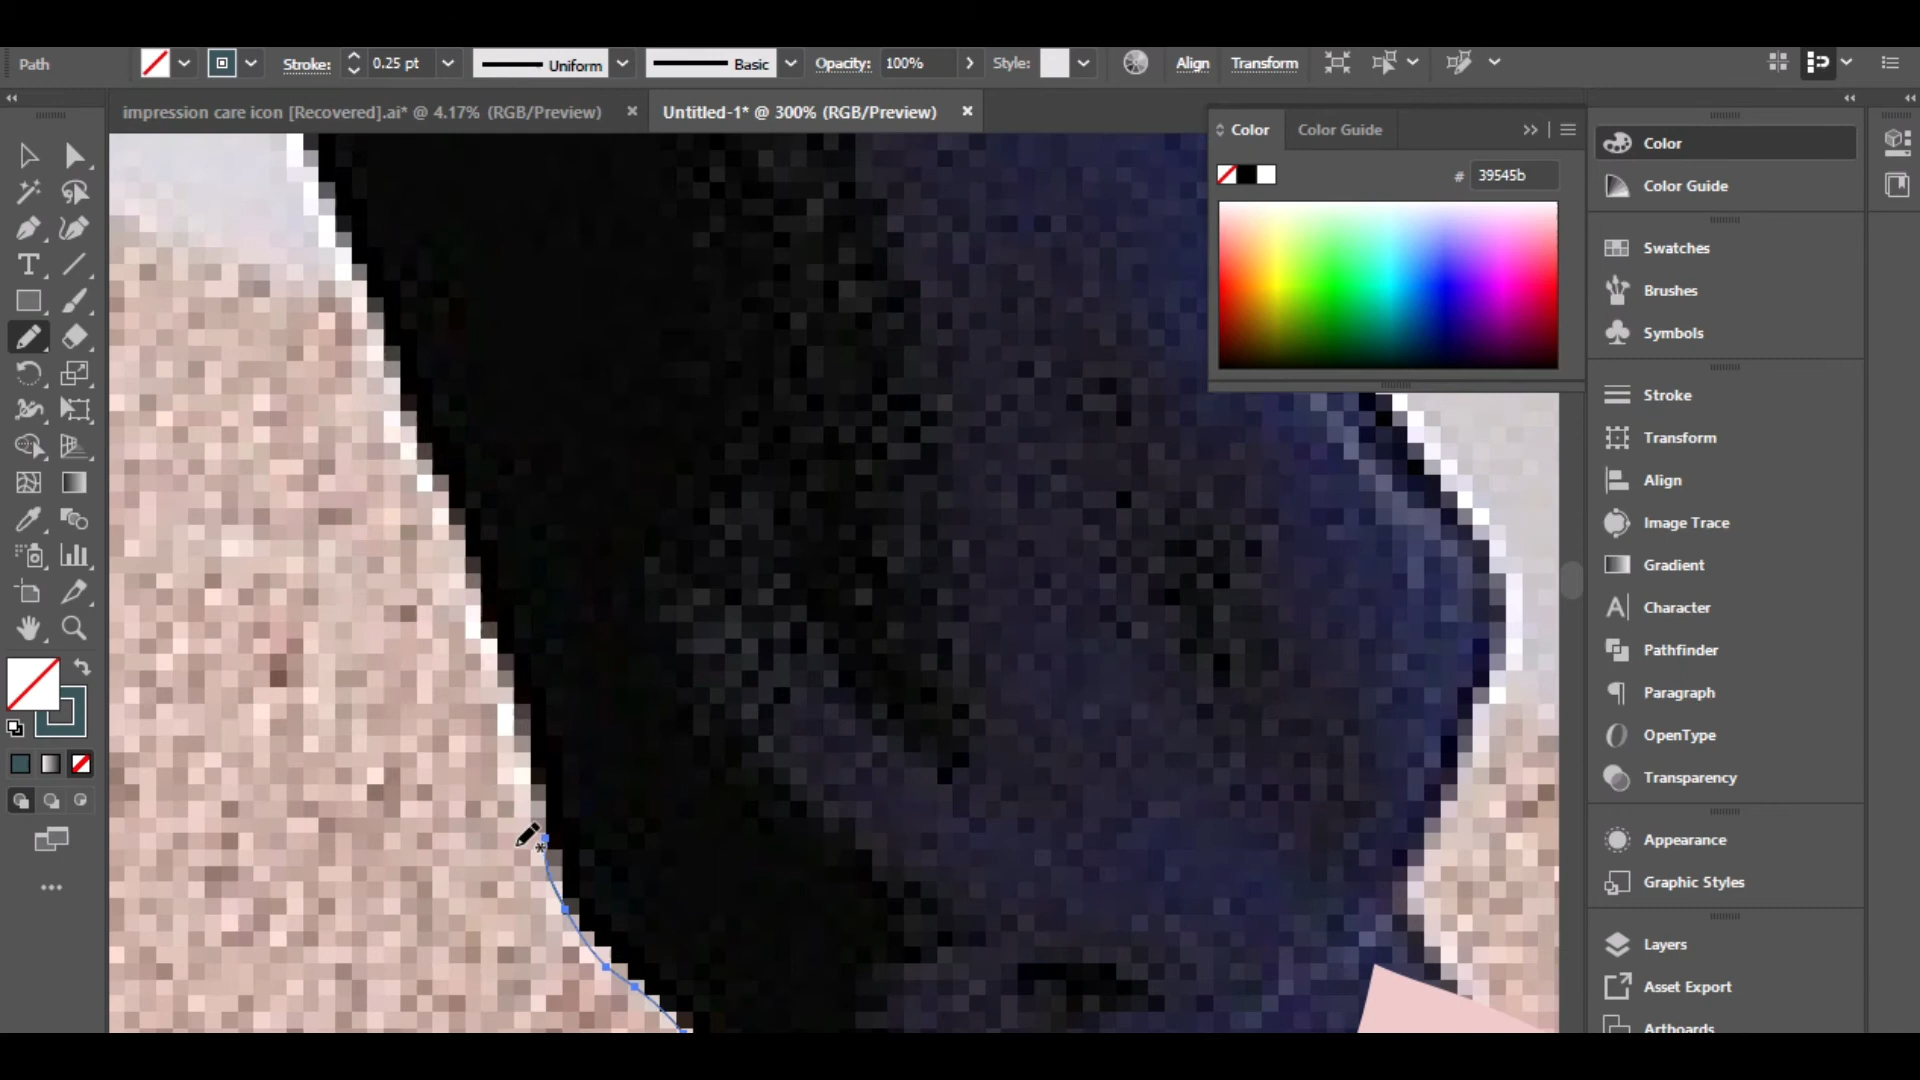 Path
Stroke:
0.25 pt
Uniform
Basic
Opacity:
100%
Style:
Align
Transform
impression care icon [Recovered].ai* @ 4.17% (RGB/Preview)
Untitled-1* @ 300% (RGB/Preview)
Color
Color Guide
# 39545b
Color
Color Guide
Swatches
Brushes
Symbols
Stroke
Transform
Align
Image Trace
Gradient
Character
Pathfinder
Paragraph
OpenType
Transparency
Appearance
Graphic Styles
Layers
Asset Export
Artboards